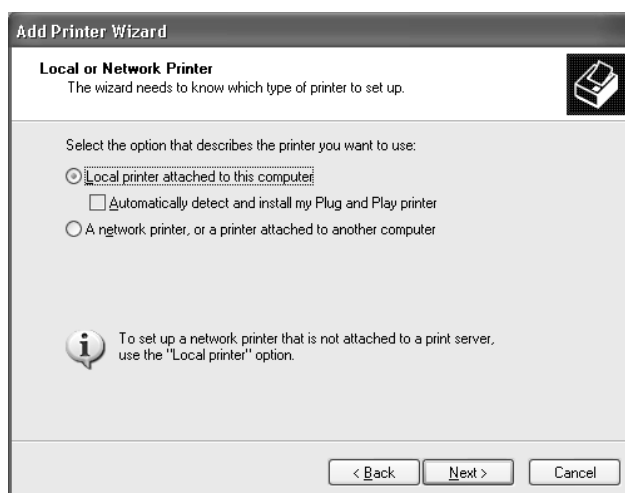 Add Printer Wizard
Local or Network Printer
The wizard needs to know which type of printer to set up.
Select the option that describes the printer you want to use:
Local printer attached to this computer
Automatically detect and install my Plug and Play printer
A network printer, or a printer attached to another computer
To set up a network printer that is not attached to a print server,
use the "Local printer" option.
< Back Next > Cancel